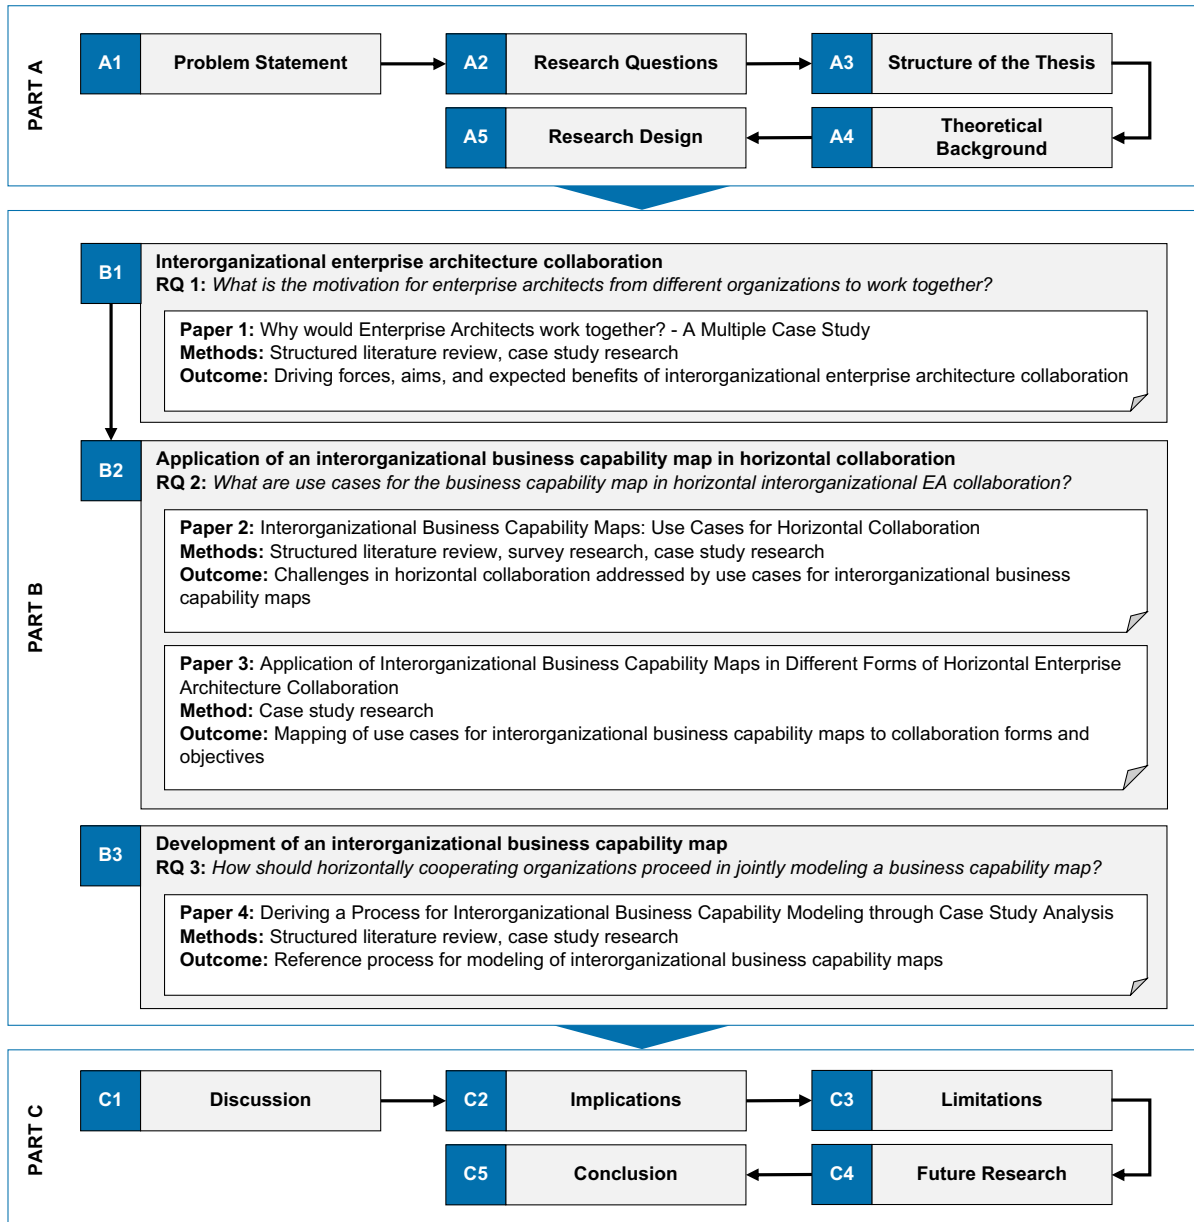 PART A
A1 Problem Statement
A2 Research Questions
A3 Structure of the Thesis
A4 Theoretical
Background
A5 Research Design
PART B
B1 Interorganizational enterprise architecture collaboration
RQ 1: What is the motivation for enterprise architects from different organizations to work together?
Paper 1: Why would Enterprise Architects work together? - A Multiple Case Study
Methods: Structured literature review, case study research
Outcome: Driving forces, aims, and expected benefits of interorganizational enterprise architecture collaboration
B2 Application of an interorganizational business capability map in horizontal collaboration
RQ 2: What are use cases for the business capability map in horizontal interorganizational EA collaboration?
Paper 2: Interorganizational Business Capability Maps: Use Cases for Horizontal Collaboration
Methods: Structured literature review, survey research, case study research
Outcome: Challenges in horizontal collaboration addressed by use cases for interorganizational business
capability maps
Paper 3: Application of Interorganizational Business Capability Maps in Different Forms of Horizontal Enterprise
Architecture Collaboration
Method: Case study research
Outcome: Mapping of use cases for interorganizational business capability maps to collaboration forms and
objectives
B3 Development of an interorganizational business capability map
RQ 3: How should horizontally cooperating organizations proceed in jointly modeling a business capability map?
Paper 4: Deriving a Process for Interorganizational Business Capability Modeling through Case Study Analysis
Methods: Structured literature review, case study research
Outcome: Reference process for modeling of interorganizational business capability maps
PART C
C1 Discussion
C2 Implications
C3 Limitations
C4 Future Research
C5 Conclusion